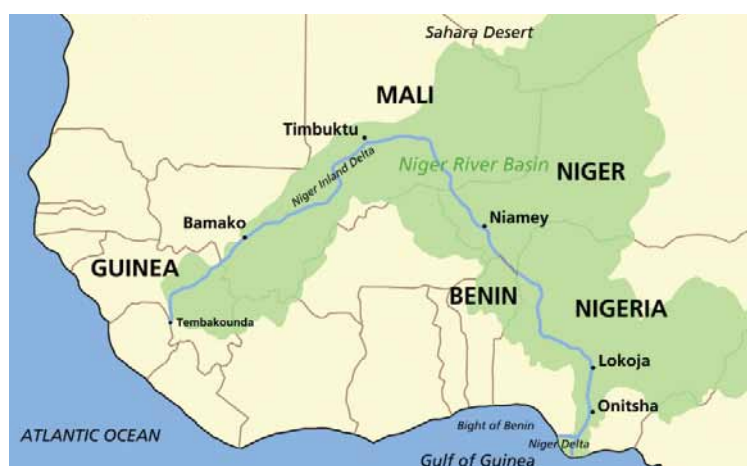 Sahara Desert
MALI
Timbuktu
Niger Inland Delta
Niger River Basin
NIGER
Bamako
Niamey
GUINEA
BENIN
NIGERIA
Tembakounda
Lokoja
Onitsha
ATLANTIC OCEAN
Bight of Benin
Niger Delta
Gulf of Guinea